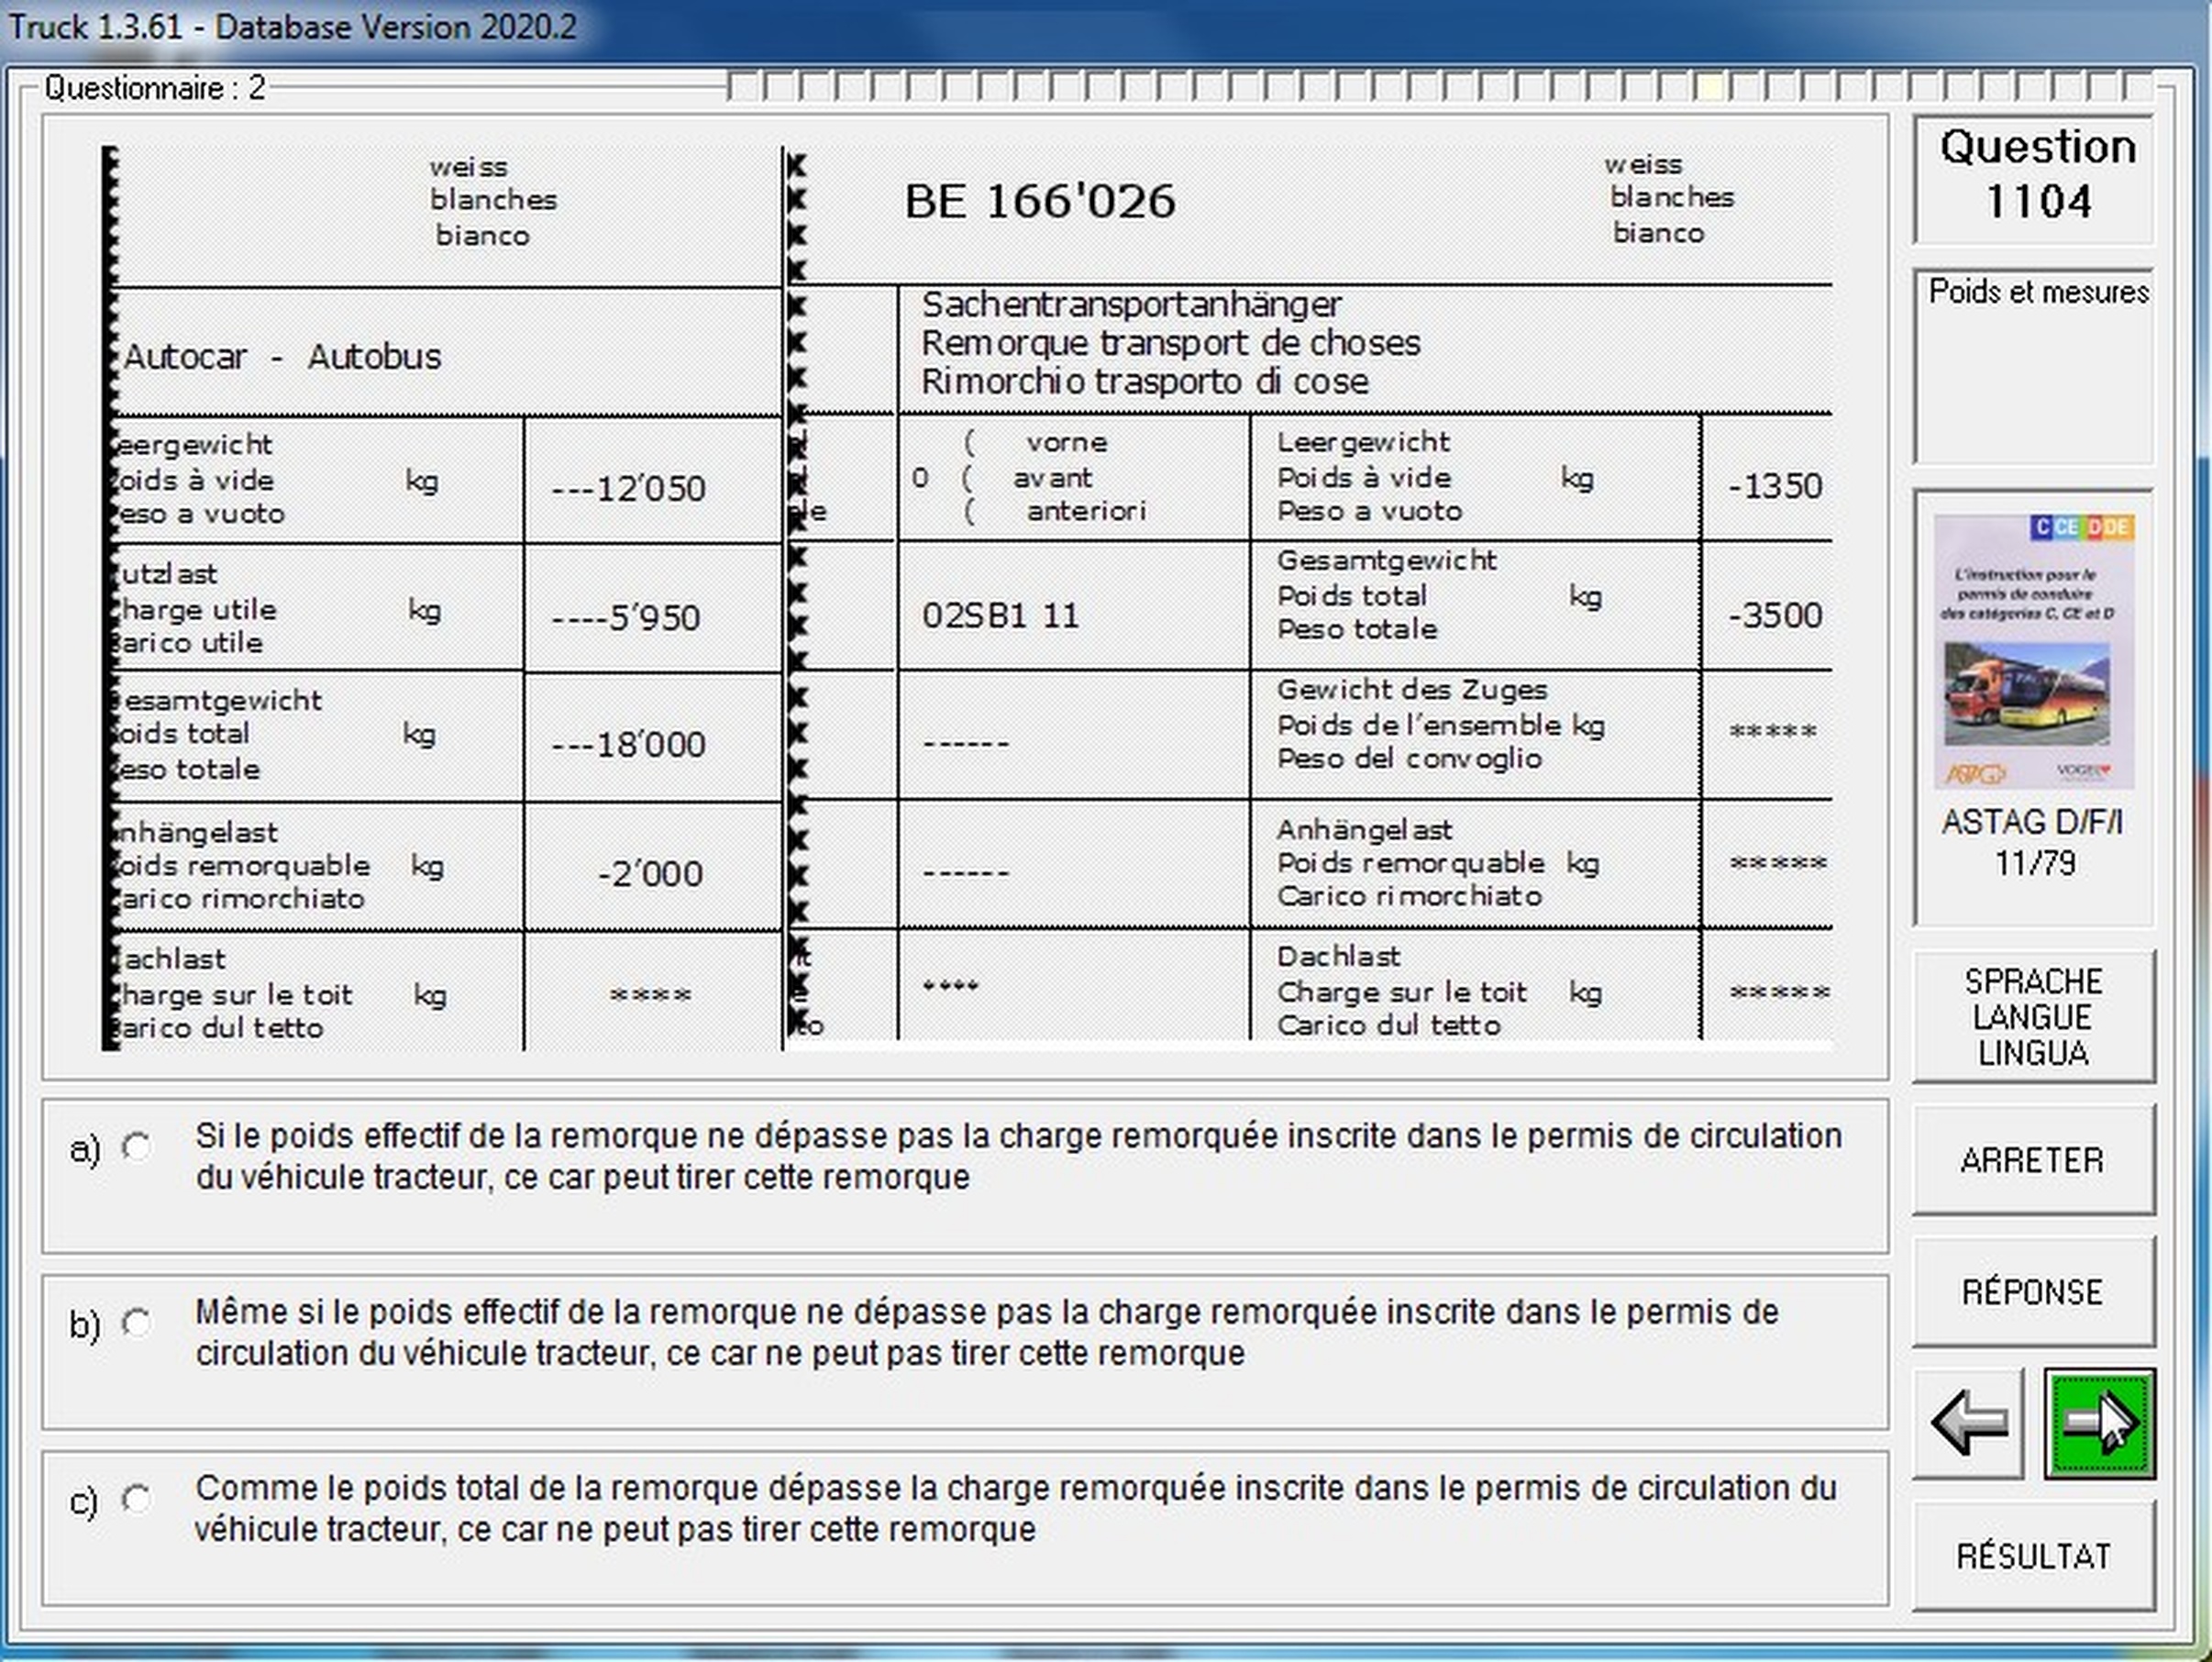 Truck 1.3.61 - Database Version 2020.2
Questionnaire : 2
weiss
blanches
bianco
Autocar - Autobus
eergewicht
oids à vide kg ---12'050
eso a vuoto
utzlast
harge utile kg ----5'950
arico utile
esamtgewicht
oids total kg ---18'000
eso totale
nhängelast
oids remorquable kg -2'000
arico rimorchiato
achlast
harge sur le toit kg ****
arico dul tetto
BE 166'026
weiss
blanches
bianco
Sachentransportanhänger
Remorque transport de choses
Rimorchio trasporto di cose
( vorne
0 ( avant
( anteriori
Leergewicht
Poids à vide kg -1350
Peso a vuoto
02SB1 11
Gesamtgewicht
Poids total kg -3500
Peso totale
------
Gewicht des Zuges
Poids de l'ensemble kg *****
Peso del convoglio
------
Anhängelast
Poids remorquable kg *****
Carico rimorchiato
****
Dachlast
Charge sur le toit kg *****
Carico dul tetto
a) Si le poids effectif de la remorque ne dépasse pas la charge remorquée inscrite dans le permis de circulation
du véhicule tracteur, ce car peut tirer cette remorque
b) Même si le poids effectif de la remorque ne dépasse pas la charge remorquée inscrite dans le permis de
circulation du véhicule tracteur, ce car ne peut pas tirer cette remorque
c) Comme le poids total de la remorque dépasse la charge remorquée inscrite dans le permis de circulation du
véhicule tracteur, ce car ne peut pas tirer cette remorque
Question
1104
Poids et mesures
C CE D DE
L'instruction pour le
permis de conduire
des catégories C, CE et D
ASTAG VOGEL
ASTAG D/F/I
11/79
SPRACHE
LANGUE
LINGUA
ARRETER
RÉPONSE
RÉSULTAT